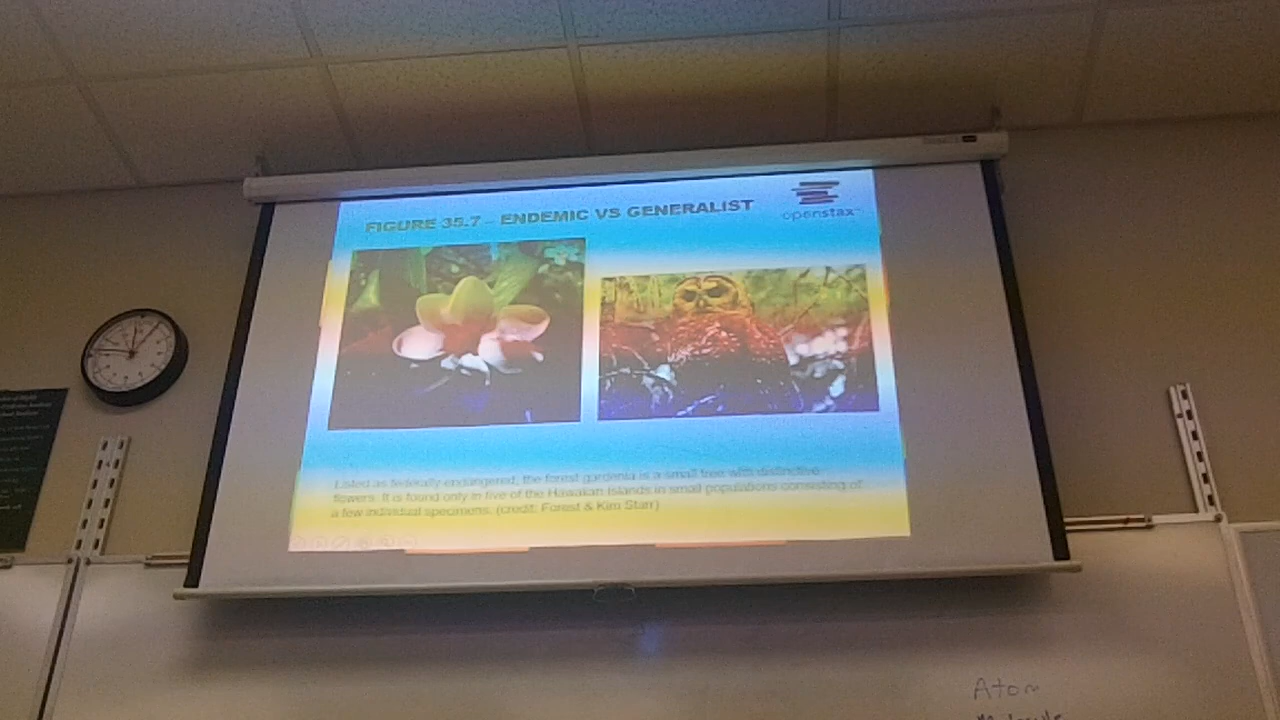 FIGURE 35.7 – ENDEMIC VS GENERALIST
openstax™
Listed as federally endangered, the forest gardenia is a small tree with distinctive
flowers. It is found only in five of the Hawaiian Islands in small populations consisting of
a few individual specimens. (credit: Forest & Kim Starr)
Atom